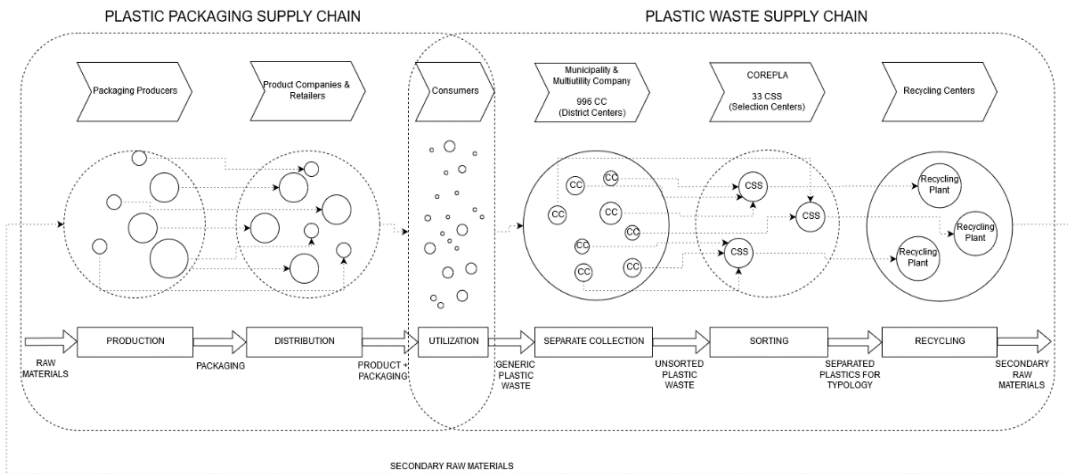 PLASTIC PACKAGING SUPPLY CHAIN
PLASTIC WASTE SUPPLY CHAIN
Packaging Producers
Product Companies &
Retailers
Consumers
Municipality &
Multiutility Company
996 CC
(District Centers)
COREPLA
33 CSS
(Selection Centers)
Recycling Centers
CC
CC
CC
CC
CC
CC
CC
CC
CSS
CSS
CSS
Recycling
Plant
Recycling
Plant
Recycling
Plant
PRODUCTION
DISTRIBUTION
UTILIZATION
SEPARATE COLLECTION
SORTING
RECYCLING
RAW
MATERIALS
PACKAGING
PRODUCT +
PACKAGING
GENERIC
PLASTIC
WASTE
UNSORTED
PLASTIC
WASTE
SEPARATED
PLASTICS FOR
TYPOLOGY
SECONDARY
RAW
MATERIALS
SECONDARY RAW MATERIALS